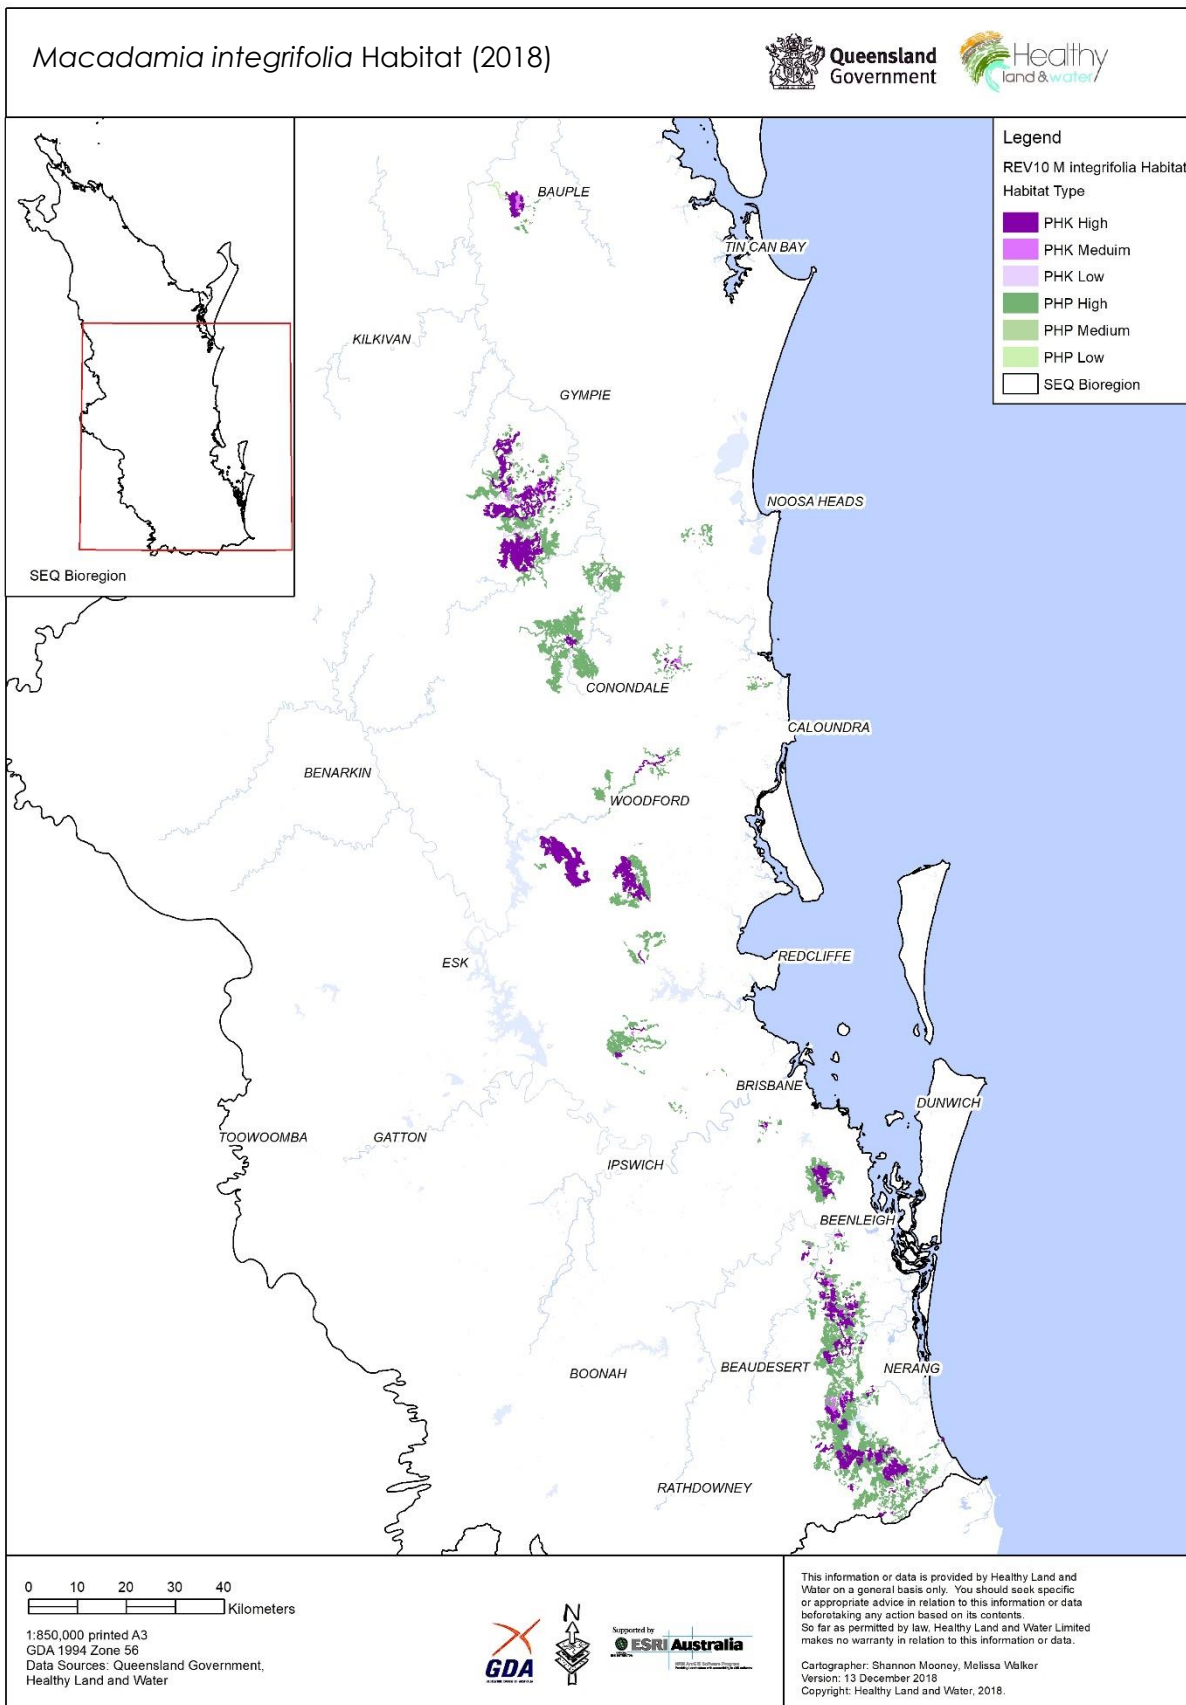 Macadamia integrifolia Habitat (2018)
Queensland
Government
Healthy
land & water
Legend
REV10 M integrifolia Habitat
Habitat Type
PHK High
PHK Meduim
PHK Low
PHP High
PHP Medium
PHP Low
SEQ Bioregion
SEQ Bioregion
BAUPLE
TIN CAN BAY
KILKIVAN
GYMPIE
NOOSA HEADS
CONONDALE
CALOUNDRA
BENARKIN
WOODFORD
ESK
REDCLIFFE
BRISBANE
DUNWICH
TOOWOOMBA
GATTON
IPSWICH
BEENLEIGH
BOONAH
BEAUDESERT
NERANG
RATHDOWNEY
0 10 20 30 40
Kilometers
1:850,000 printed A3
GDA 1994 Zone 56
Data Sources: Queensland Government,
Healthy Land and Water
GDA
N
Supported by
ESRI Australia
This information or data is provided by Healthy Land and
Water on a general basis only. You should seek specific
or appropriate advice in relation to this information or data
beforetaking any action based on its contents.
So far as permitted by law, Healthy Land and Water Limited
makes no warranty in relation to this information or data.
Cartographer: Shannon Mooney, Melissa Walker
Version: 13 December 2018
Copyright: Healthy Land and Water, 2018.